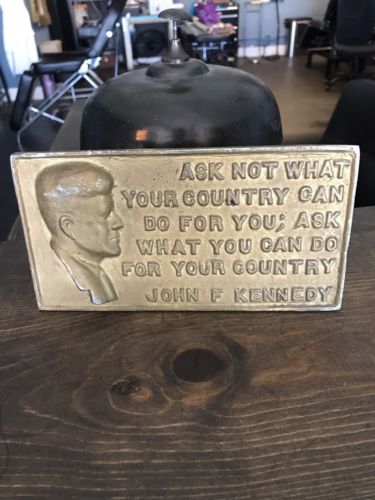 ASK NOT WHAT
YOUR COUNTRY CAN
DO FOR YOU; ASK
WHAT YOU CAN DO
FOR YOUR COUNTRY
JOHN F KENNEDY